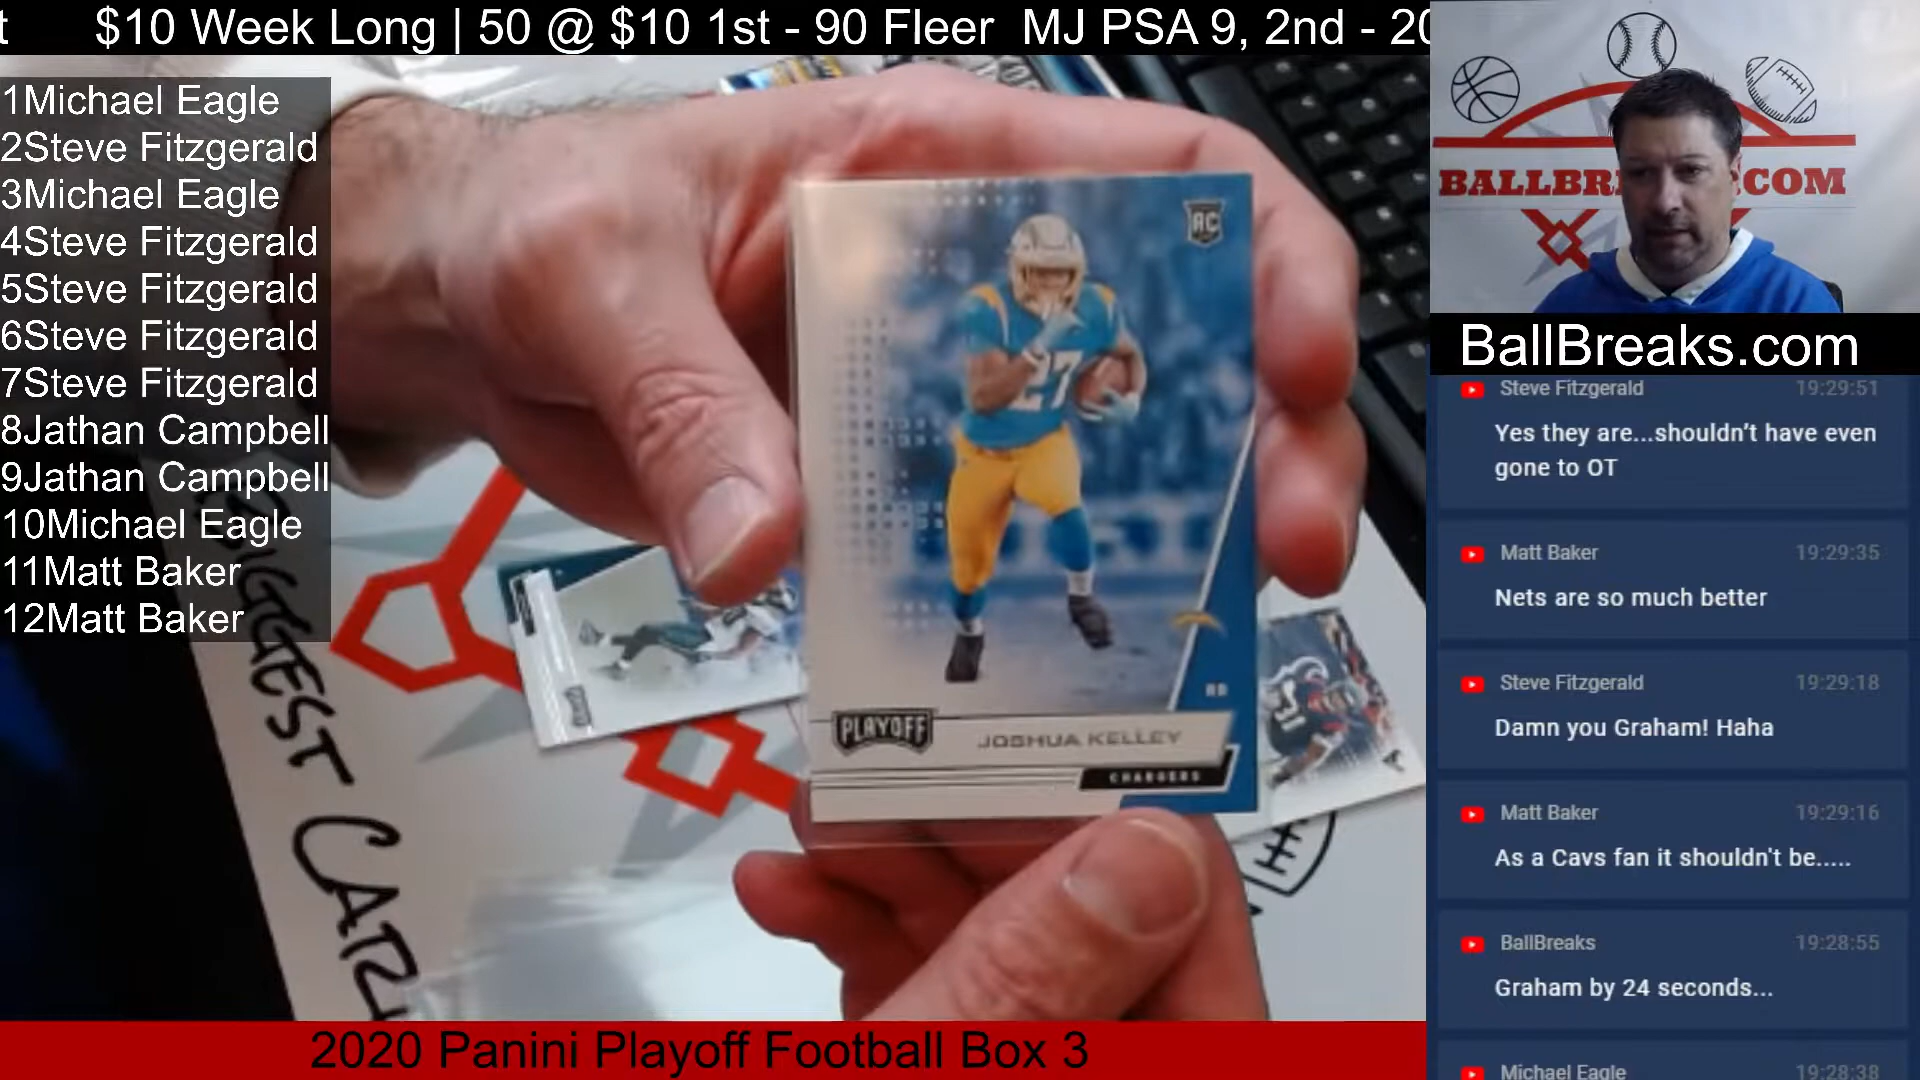 t $10 Week Long | 50 @ $10 1st - 90 Fleer MJ PSA 9, 2nd - 20
1Michael Eagle
2Steve Fitzgerald
3Michael Eagle
4Steve Fitzgerald
5Steve Fitzgerald
6Steve Fitzgerald
7Steve Fitzgerald
8Jathan Campbell
9Jathan Campbell
10Michael Eagle
11Matt Baker
12Matt Baker
RC
27
RB
PLAYOFF
JOSHUA KELLEY
CHARGERS
BIGGEST
2020 Panini Playoff Football Box 3
BALLBR .COM
BallBreaks.com
Steve Fitzgerald 19:29:51
Yes they are...shouldn't have even
gone to OT
Matt Baker 19:29:35
Nets are so much better
Steve Fitzgerald 19:29:18
Damn you Graham! Haha
Matt Baker 19:29:16
As a Cavs fan it shouldn't be.....
BallBreaks 19:28:55
Graham by 24 seconds...
Michael Eagle 19:28:38